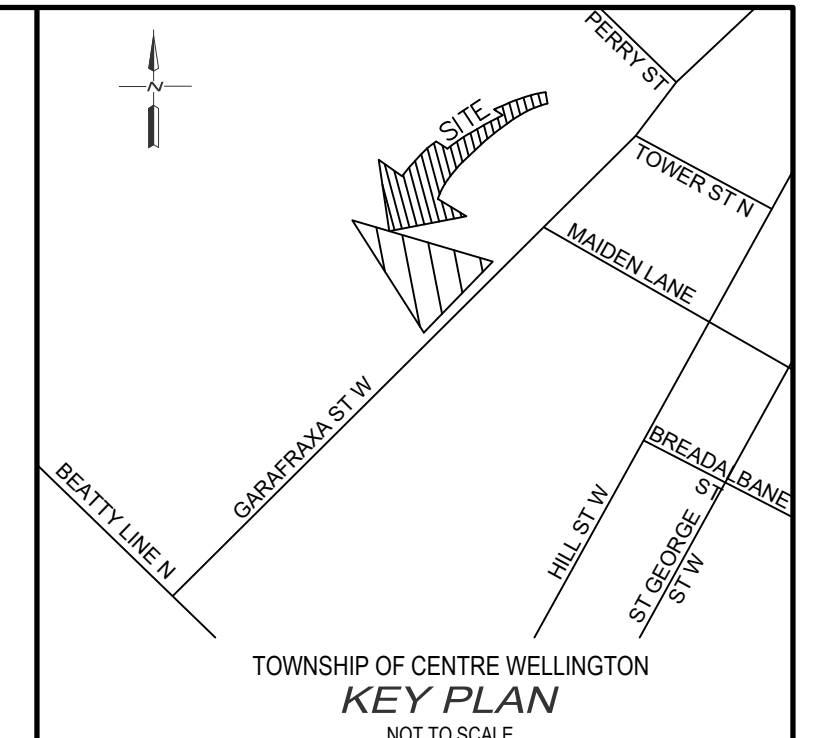 PERRY ST
N
SITE
TOWER ST N
MAIDEN LANE
GARAFRAXA ST W
BEATTY LINE N
BREADALBANE
ST
HILL ST W
ST GEORGE
ST W
TOWNSHIP OF CENTRE WELLINGTON
KEY PLAN
NOT TO SCALE